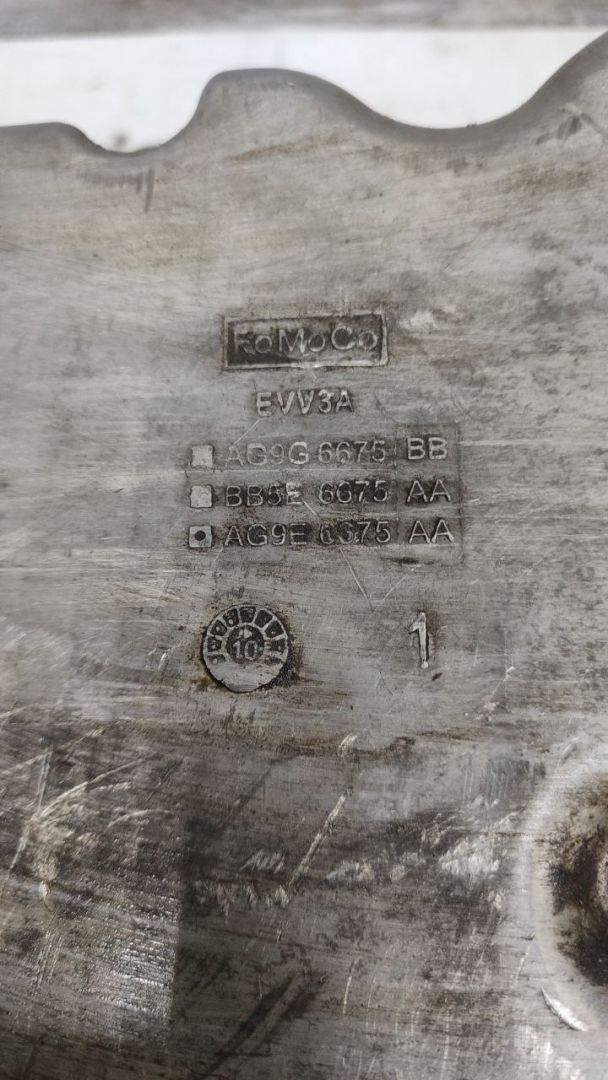 FoMoCo
EVV3A
AG9G 6675 BB
BB5E 6675 AA
AG9E 6675 AA
10
1